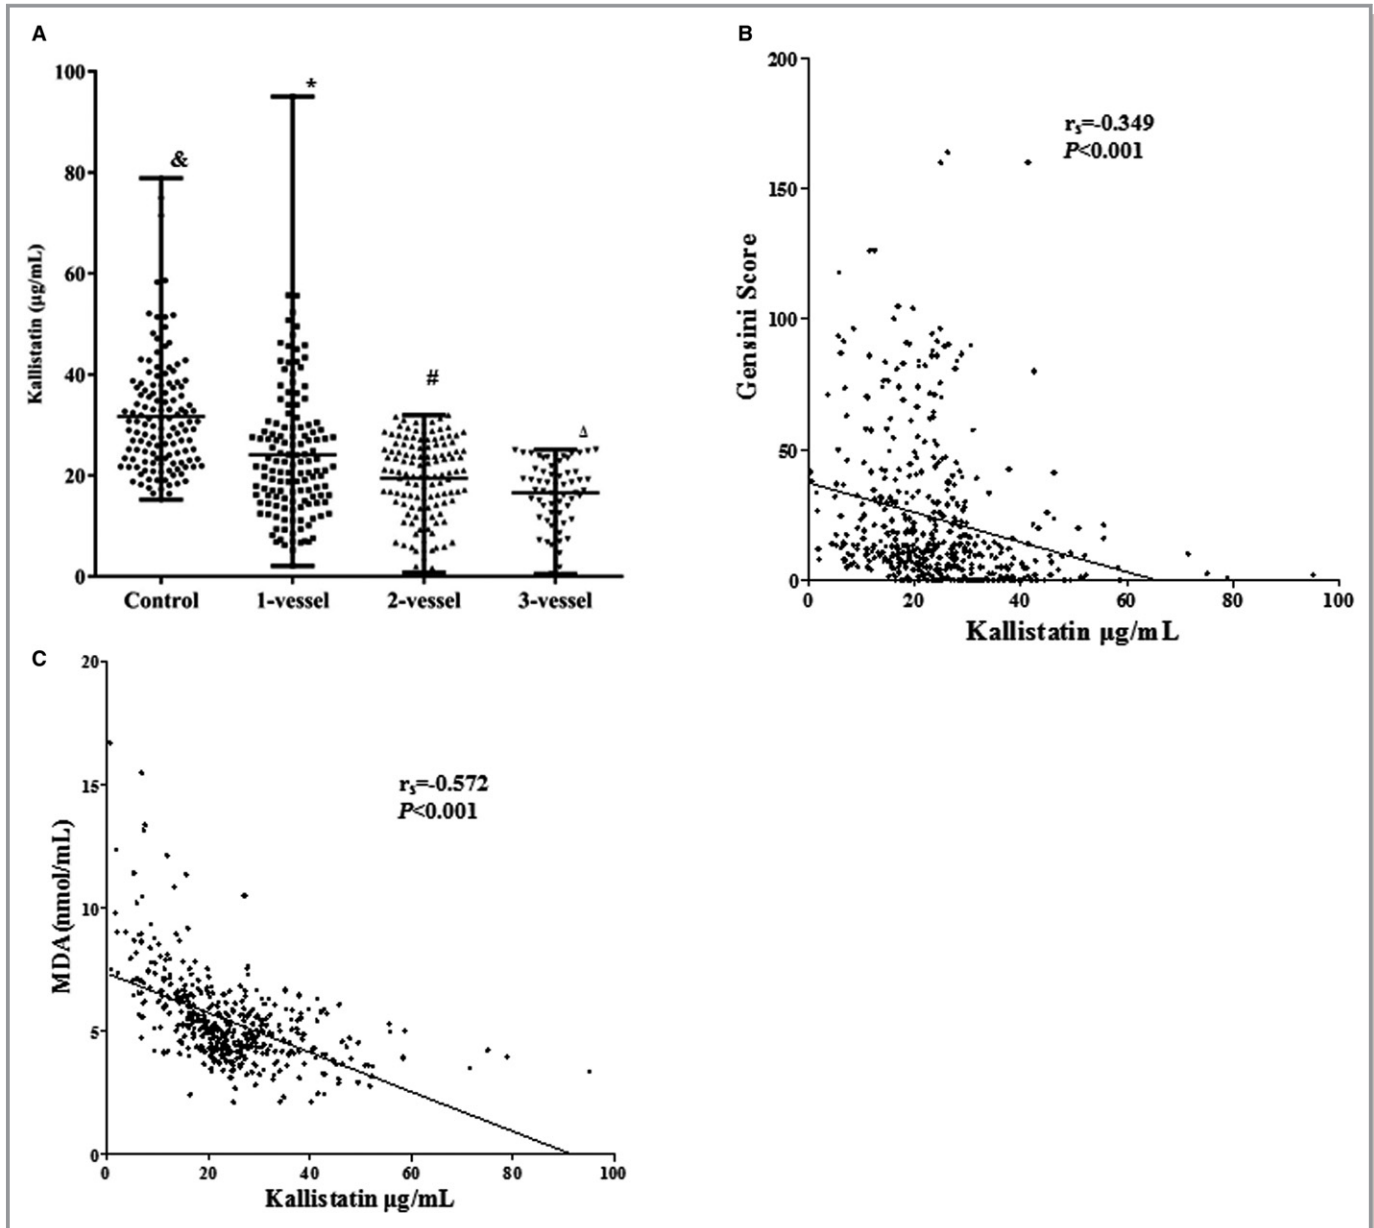 A
100
80
60
40
20
0
Kallistatin (µg/mL)
&
*
#
Δ
Control 1-vessel 2-vessel 3-vessel
B
200
150
100
50
0
Gensini Score
rs=-0.349
P<0.001
0 20 40 60 80 100
Kallistatin µg/mL
C
20
15
10
5
0
MDA(nmol/mL)
rs=-0.572
P<0.001
0 20 40 60 80 100
Kallistatin µg/mL